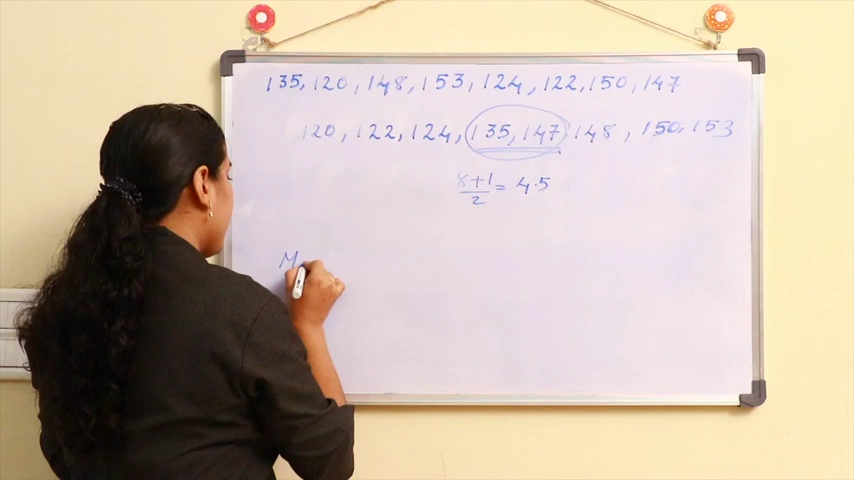 135, 120, 148, 153, 124, 122, 150, 147
120, 122, 124, 135, 147, 148, 150, 153
8+1/2 = 4.5
M